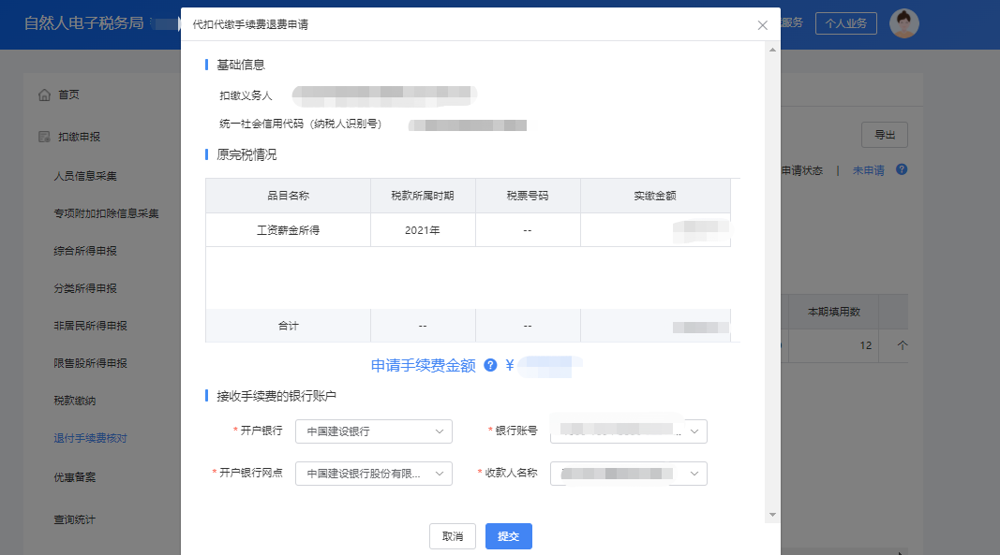 自然人电子税务局
服务
个人业务
代扣代缴手续费退费申请
首页
扣缴申报
人员信息采集
专项附加扣除信息采集
综合所得申报
分类所得申报
非居民所得申报
限售股所得申报
税款缴纳
退付手续费核对
优惠备案
查询统计
基础信息
扣缴义务人
统一社会信用代码（纳税人识别号）
原完税情况
品目名称 税款所属时期 税票号码 实缴金额
工资薪金所得 2021年 --
合计 -- --
申请手续费金额 ? ￥
接收手续费的银行账户
* 开户银行 中国建设银行 * 银行账号 ..
* 开户银行网点 中国建设银行股份有限... * 收款人名称
取消 提交
导出
申请状态 | 未申请 ?
本期填用数
12 个